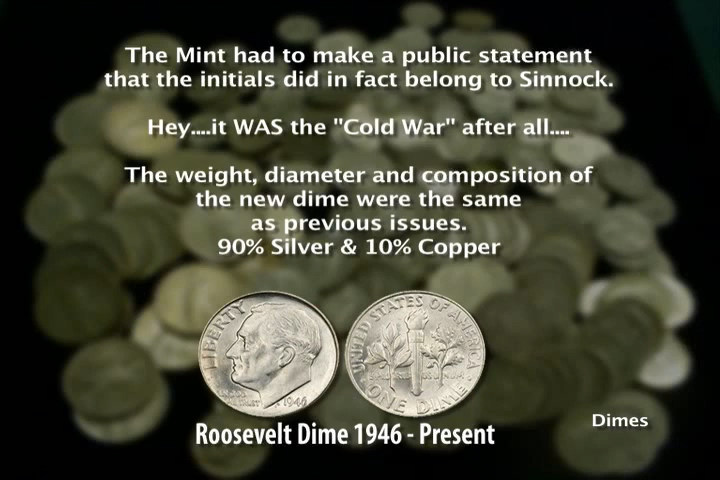 The Mint had to make a public statement
that the initials did in fact belong to Sinnock.
Hey....it WAS the "Cold War" after all....
The weight, diameter and composition of
the new dime were the same
as previous issues.
90% Silver & 10% Copper
LIBERTY
1946
UNITED STATES OF AMERICA
ONE DIME
Dimes
Roosevelt Dime 1946 - Present